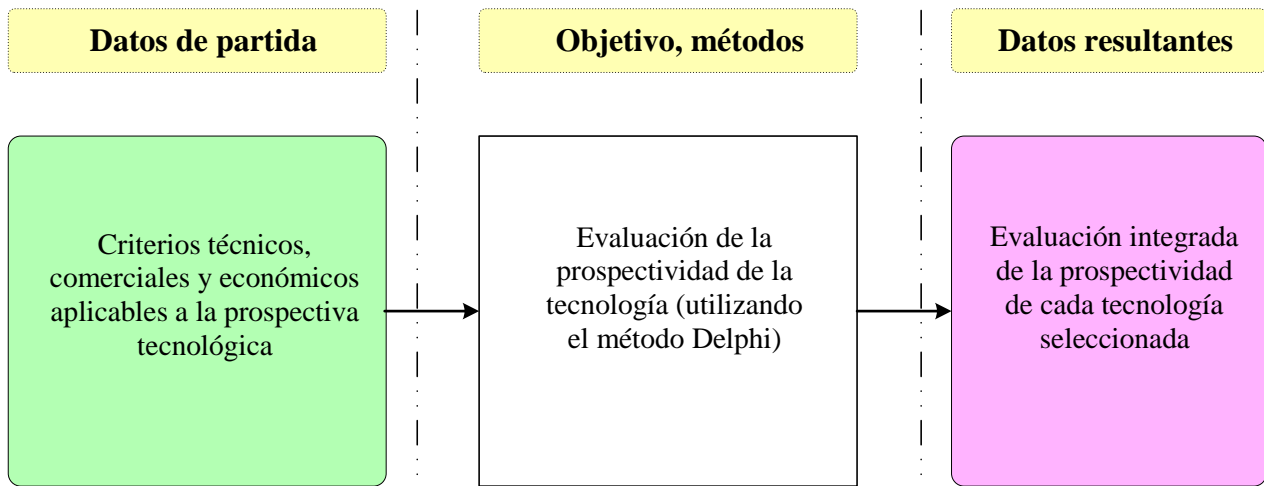 Datos de partida
Objetivo, métodos
Datos resultantes
Criterios técnicos,
comerciales y económicos
aplicables a la prospectiva
tecnológica
Evaluación de la
prospectividad de la
tecnología (utilizando
el método Delphi)
Evaluación integrada
de la prospectividad
de cada tecnología
seleccionada